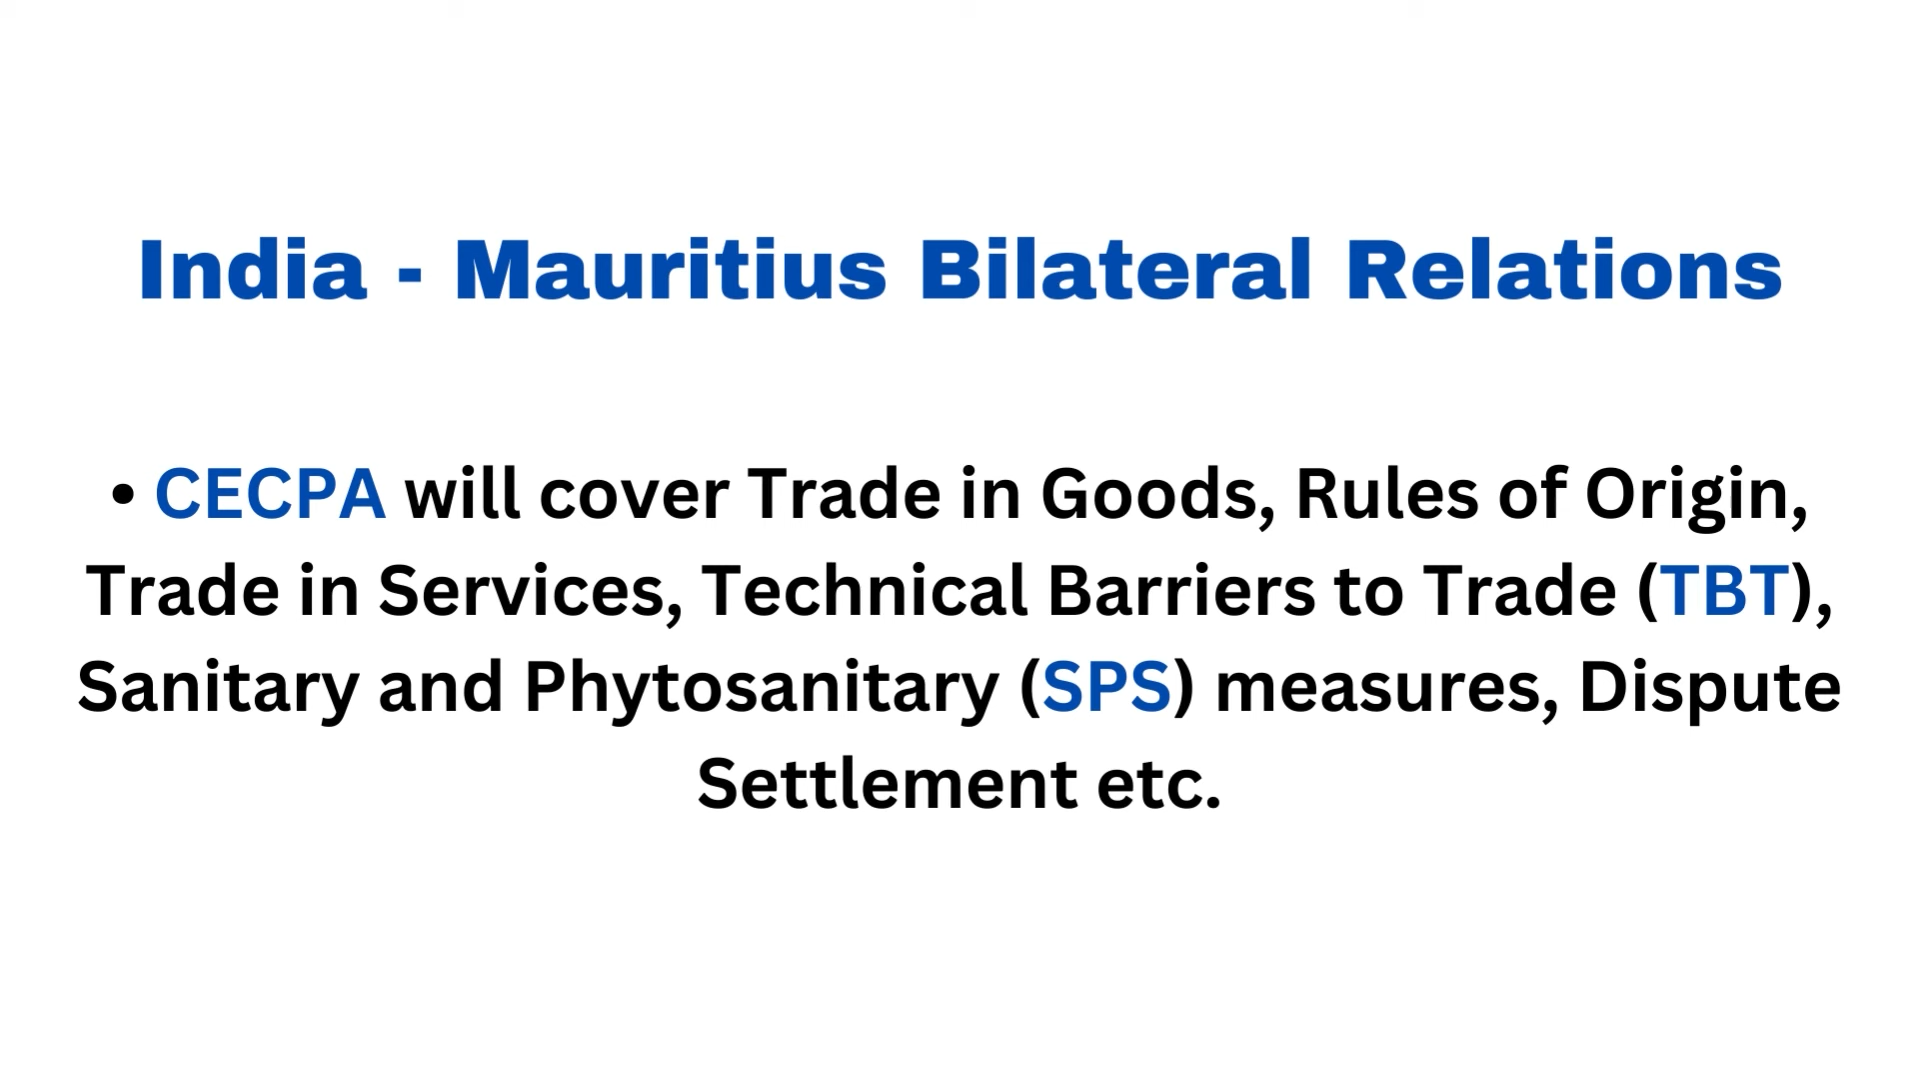 India - Mauritius Bilateral Relations
• CECPA will cover Trade in Goods, Rules of Origin,
Trade in Services, Technical Barriers to Trade (TBT),
Sanitary and Phytosanitary (SPS) measures, Dispute
Settlement etc.